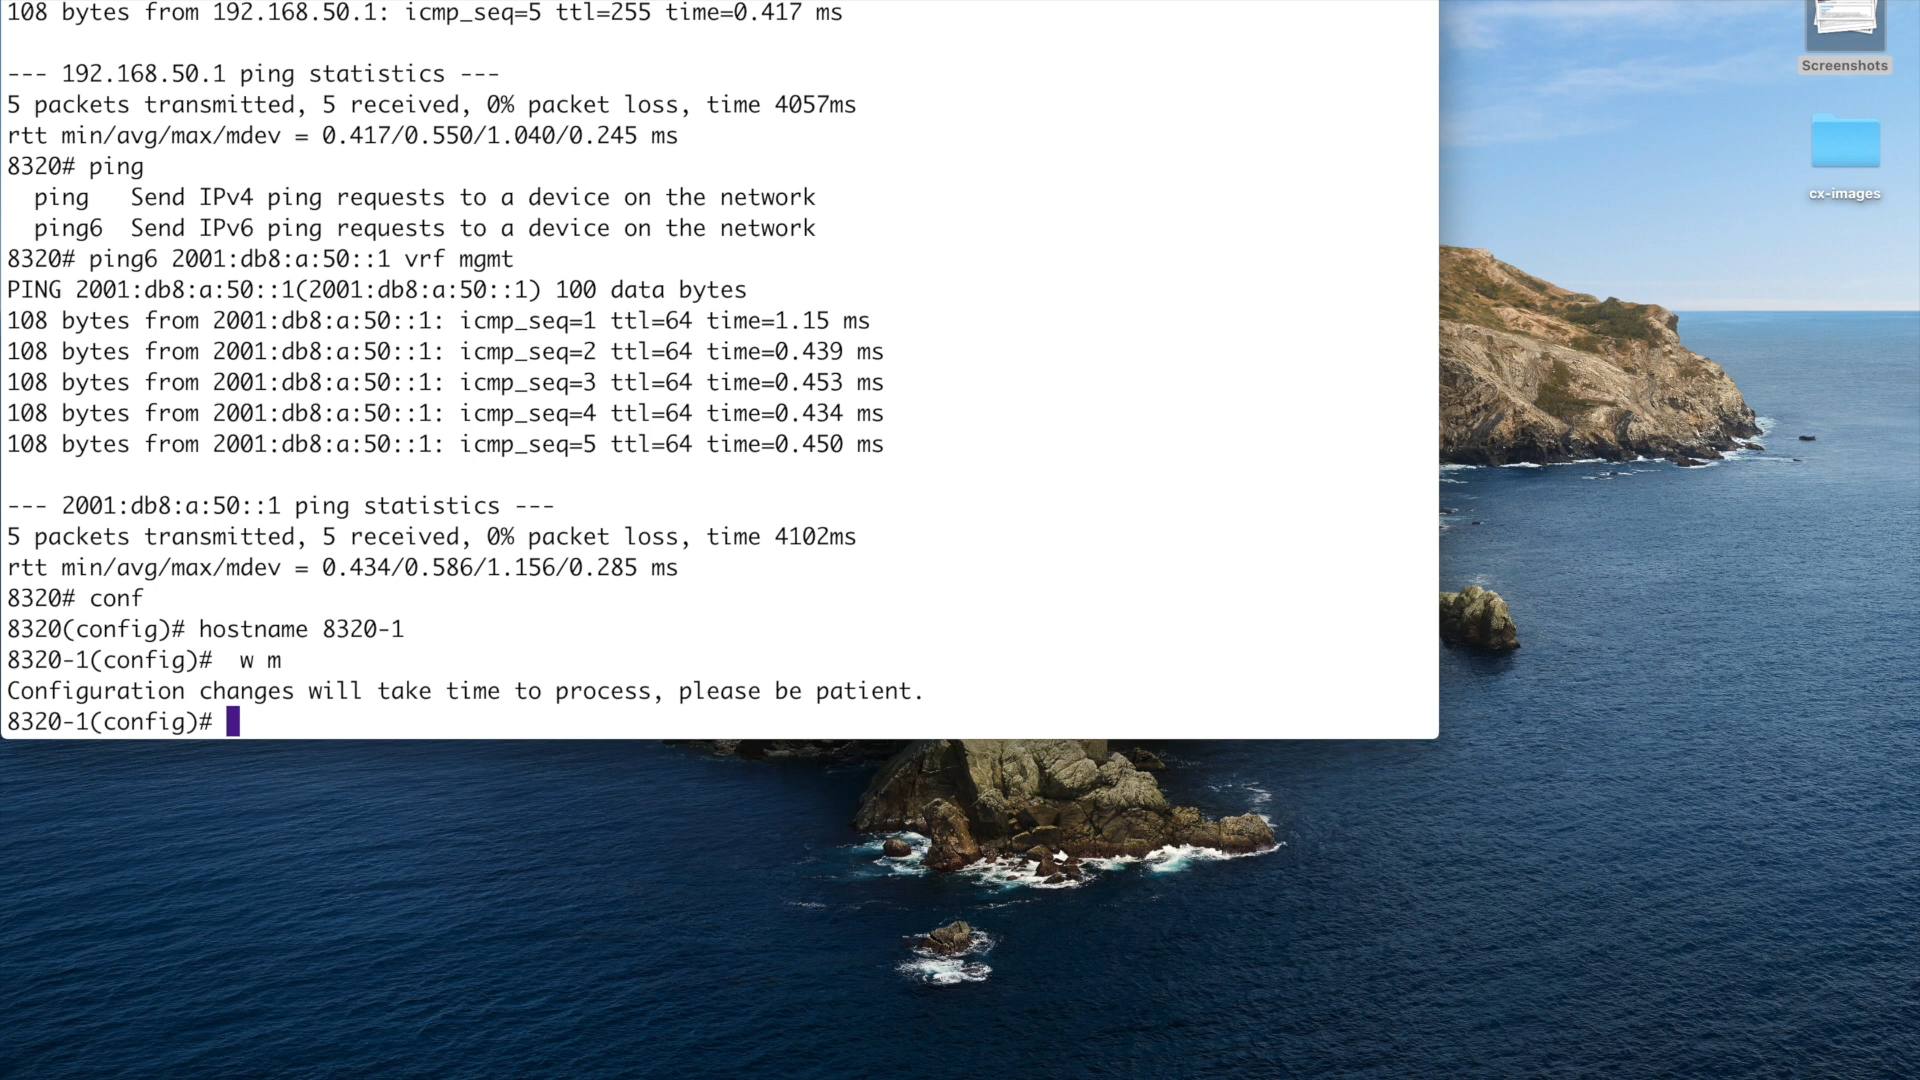 108 bytes from 192.168.50.1: icmp_seq=5 ttl=255 time=0.417 ms
--- 192.168.50.1 ping statistics ---
5 packets transmitted, 5 received, 0% packet loss, time 4057ms
rtt min/avg/max/mdev = 0.417/0.550/1.040/0.245 ms
8320# ping
ping   Send IPv4 ping requests to a device on the network
ping6  Send IPv6 ping requests to a device on the network
8320# ping6 2001:db8:a:50::1 vrf mgmt
PING 2001:db8:a:50::1(2001:db8:a:50::1) 100 data bytes
108 bytes from 2001:db8:a:50::1: icmp_seq=1 ttl=64 time=1.15 ms
108 bytes from 2001:db8:a:50::1: icmp_seq=2 ttl=64 time=0.439 ms
108 bytes from 2001:db8:a:50::1: icmp_seq=3 ttl=64 time=0.453 ms
108 bytes from 2001:db8:a:50::1: icmp_seq=4 ttl=64 time=0.434 ms
108 bytes from 2001:db8:a:50::1: icmp_seq=5 ttl=64 time=0.450 ms
--- 2001:db8:a:50::1 ping statistics ---
5 packets transmitted, 5 received, 0% packet loss, time 4102ms
rtt min/avg/max/mdev = 0.434/0.586/1.156/0.285 ms
8320# conf
8320(config)# hostname 8320-1
8320-1(config)#  w m
Configuration changes will take time to process, please be patient.
8320-1(config)#
Screenshots
cx-images